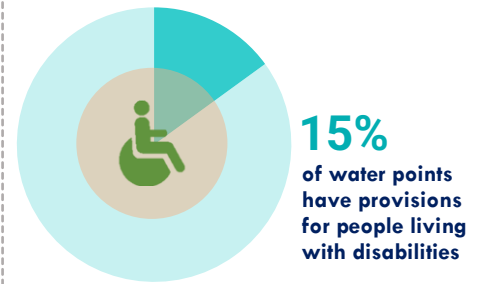 15%
of water points
have provisions
for people living
with disabilities